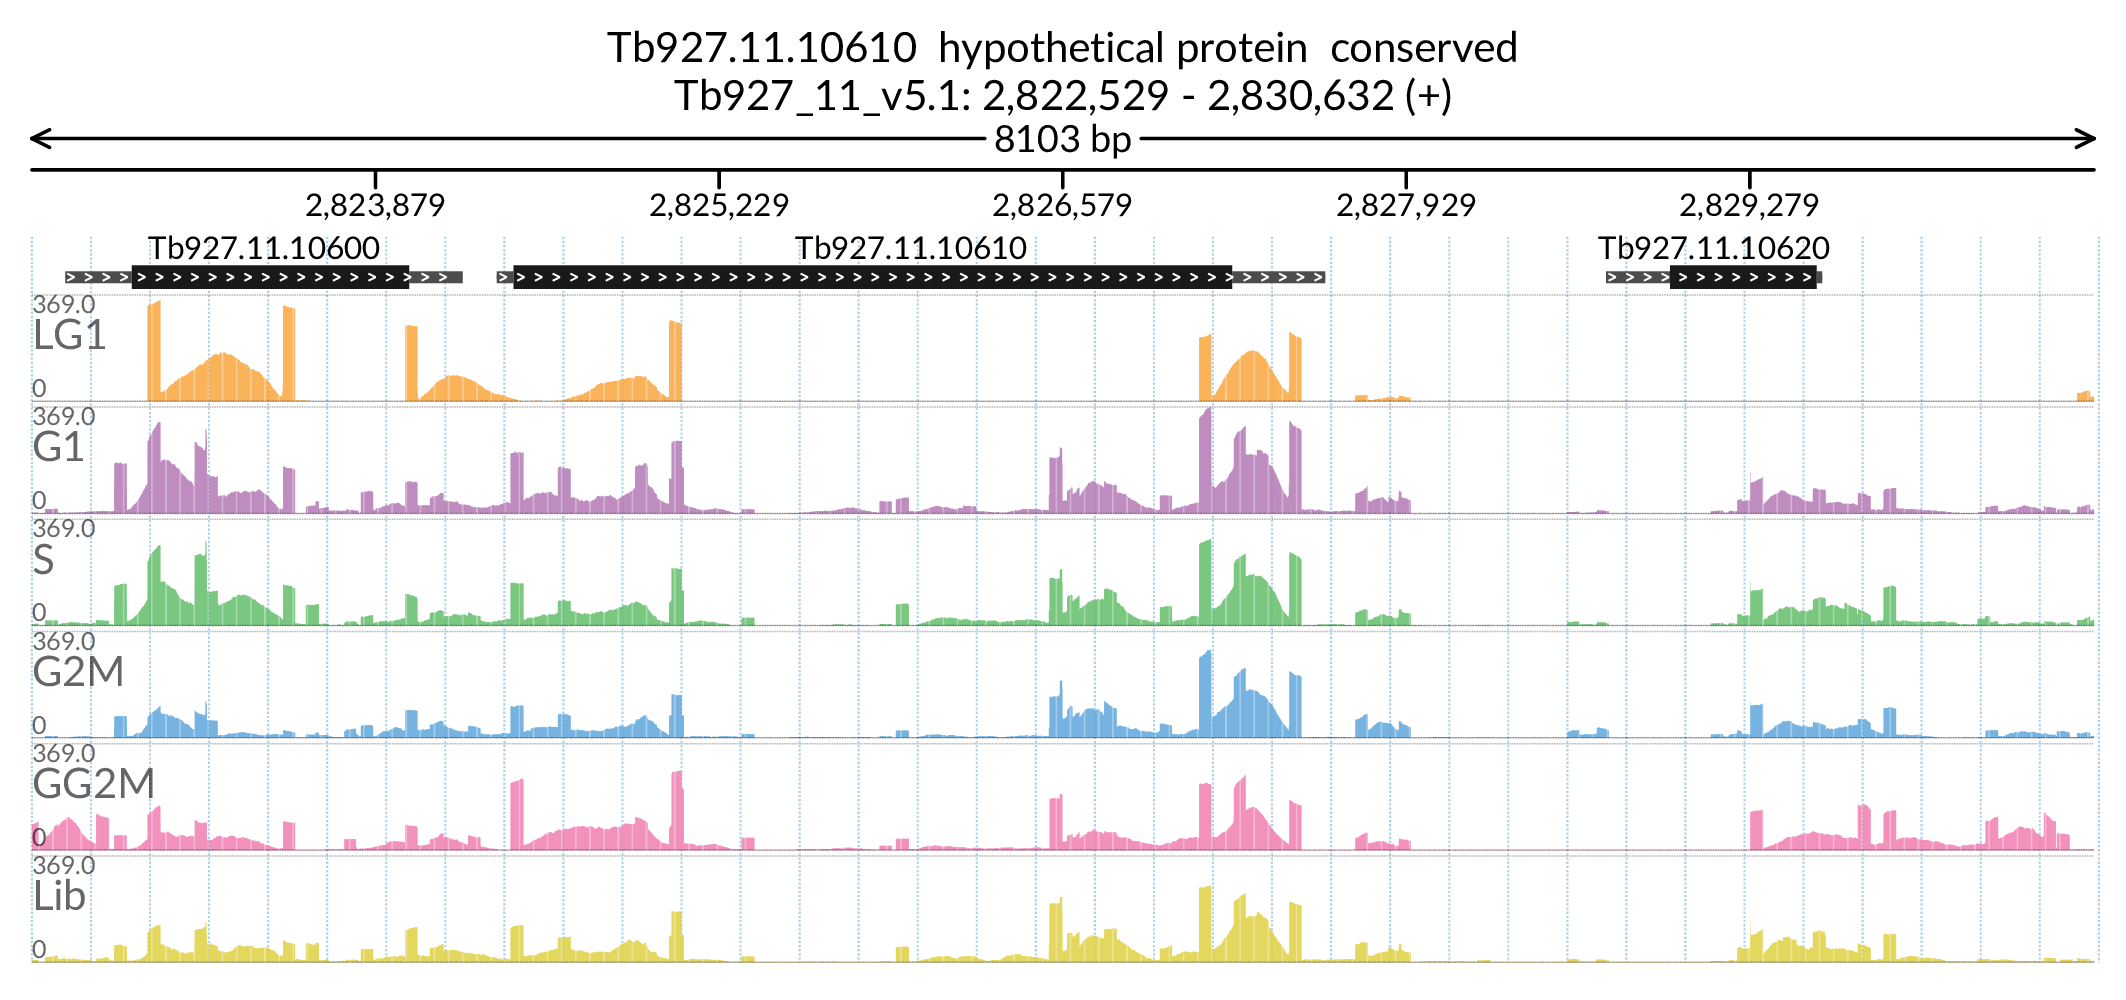 Tb927.11.10610 hypothetical protein conserved
Tb927_11_v5.1: 2,822,529 - 2,830,632 (+)
8103 bp
2,823,879 2,825,229 2,826,579 2,827,929 2,829,279
Tb927.11.10600 Tb927.11.10610 Tb927.11.10620
369.0
LG1
0
369.0
G1
0
369.0
S
0
369.0
G2M
0
369.0
GG2M
0
369.0
Lib
0